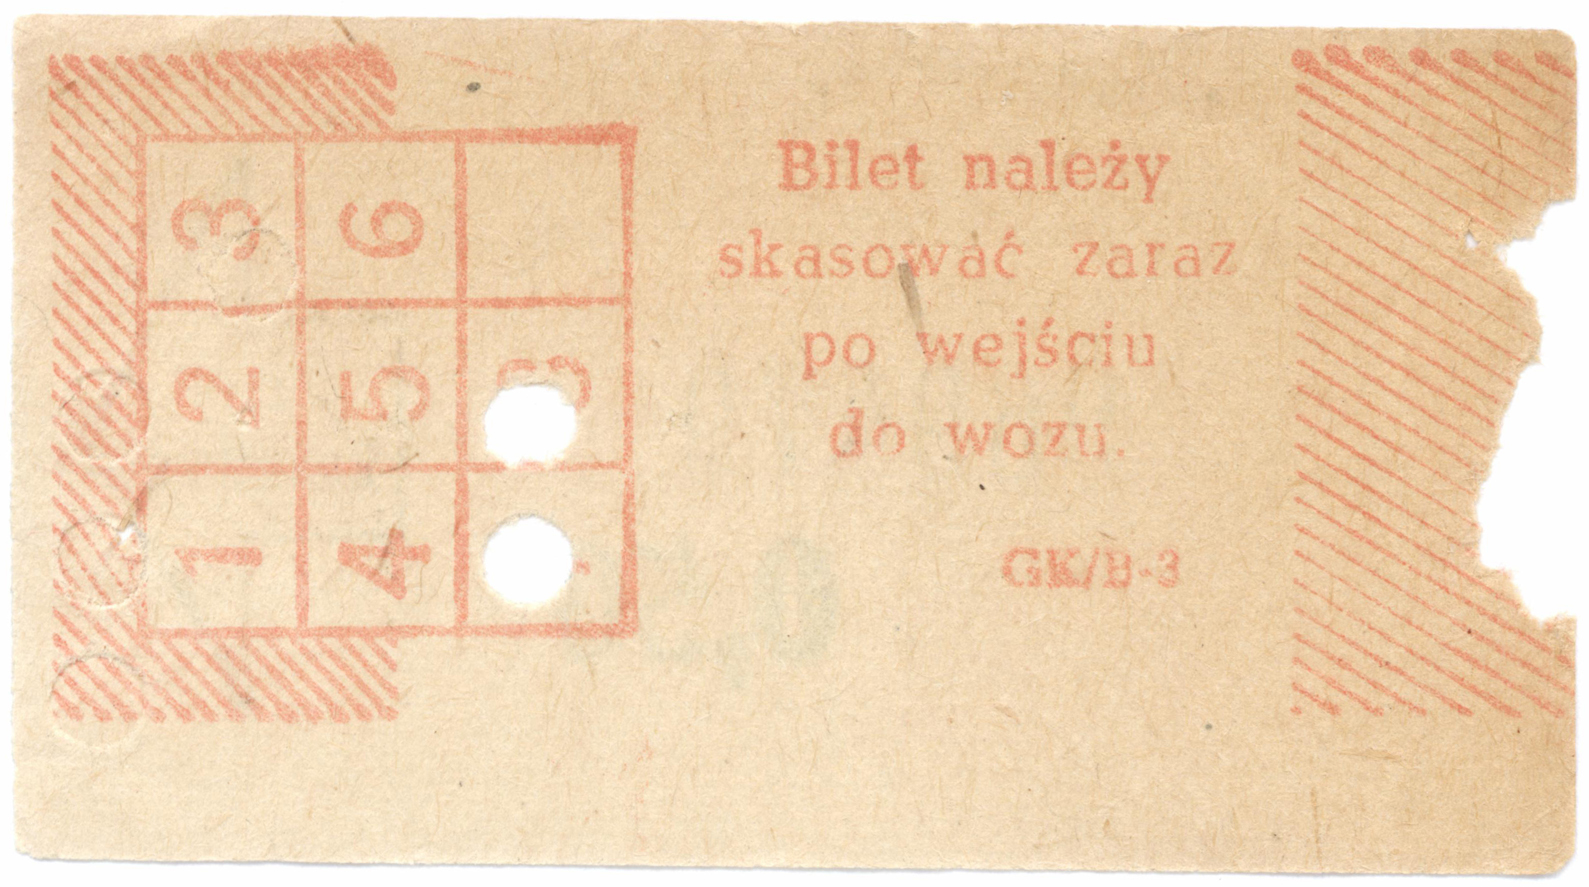 3 6
2 5
1 4
Bilet należy
skasować zaraz
po wejściu
do wozu.
GK/B-3